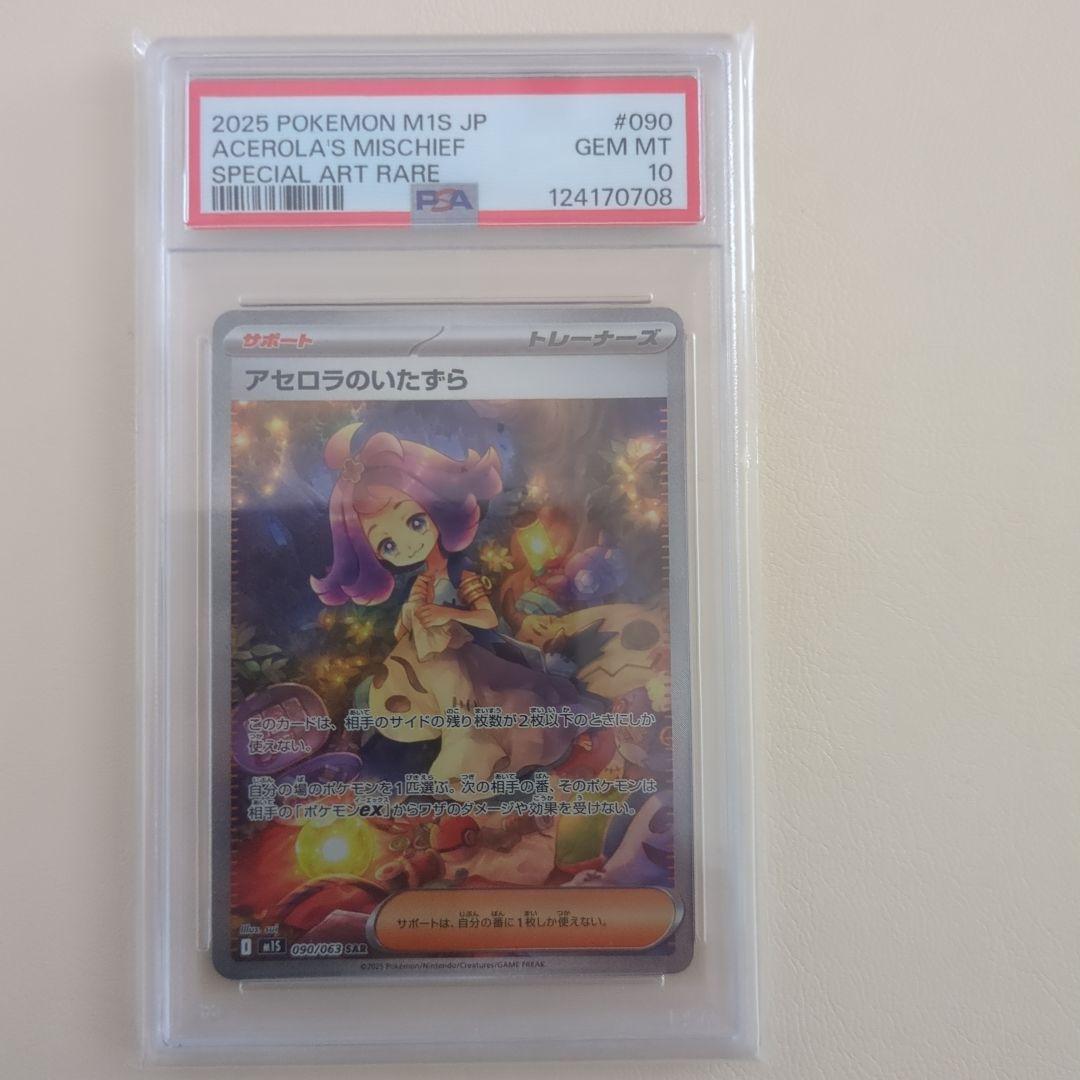 2025 POKEMON M1S JP #090
ACEROLA'S MISCHIEF GEM MT
SPECIAL ART RARE 10
PSA 124170708
サポート トレーナーズ
アセロラのいたずら
このカードは、相手のサイドの残り枚数が2枚以下のときにしか
使えない。
自分の場のポケモンを1匹選ぶ。次の相手の番、そのポケモンは
相手の「ポケモンex」からワザのダメージや効果を受けない。
サポートは、自分の番に1枚しか使えない。
Illus. sui
M1S 090/063 SAR
©2025 Pokémon/Nintendo/Creatures/GAME FREAK.